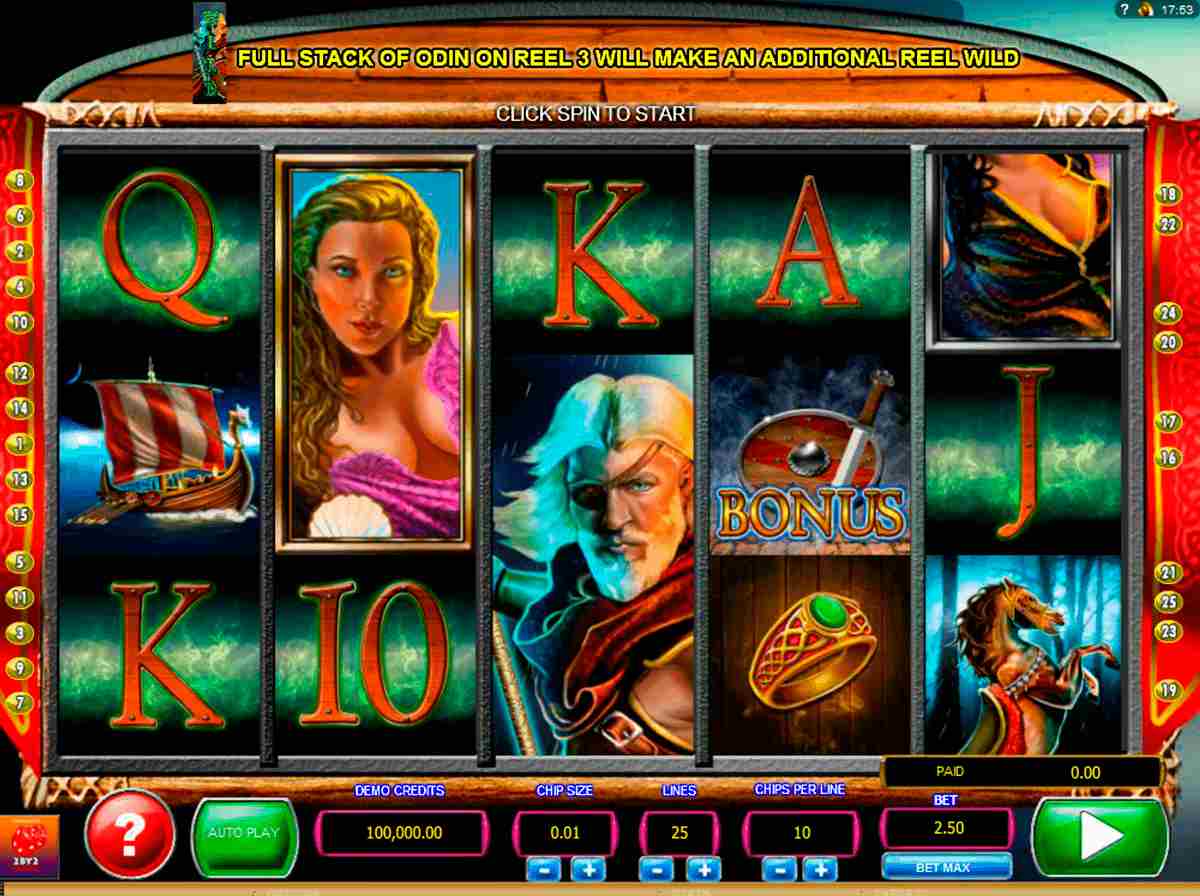 ? 17:53
FULL STACK OF ODIN ON REEL 3 WILL MAKE AN ADDITIONAL REEL WILD
CLICK SPIN TO START
Q K A
BONUS
J
K 10
8
6
2
4
10
12
14
1
13
15
5
11
3
9
7
18
22
24
20
17
16
21
25
23
19
PAID 0.00
DEMO CREDITS CHIP SIZE LINES CHIPS PER LINE BET
? AUTO PLAY 100,000.00 0.01 25 10 2.50
- + - + - + BET MAX
2BY2